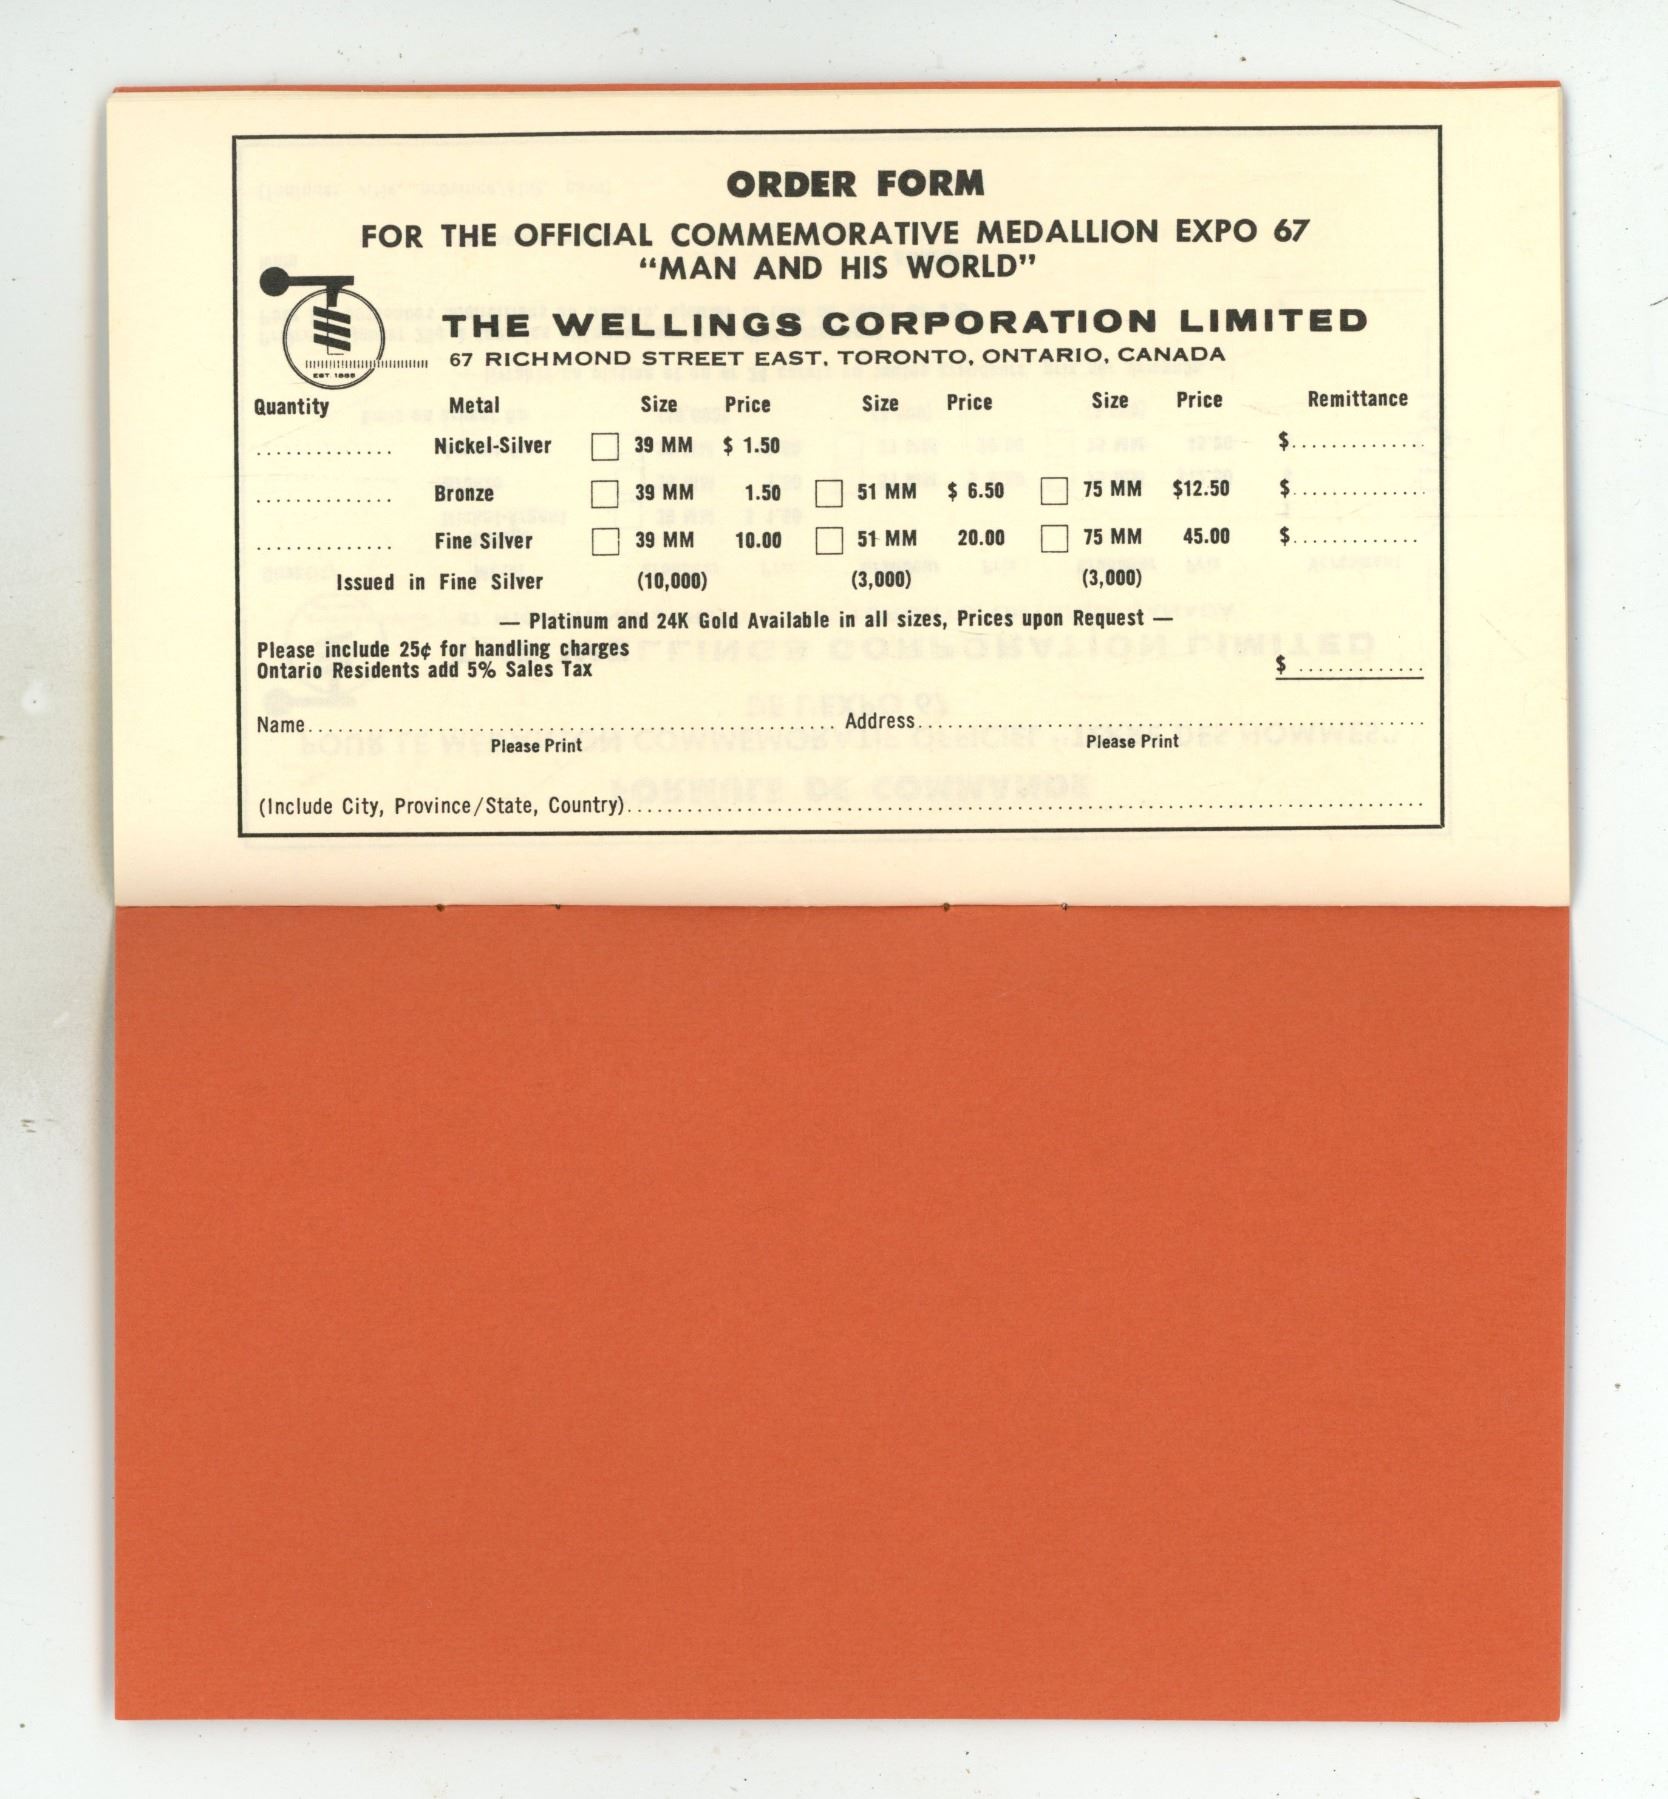 ORDER FORM
FOR THE OFFICIAL COMMEMORATIVE MEDALLION EXPO 67
“MAN AND HIS WORLD”
THE WELLINGS CORPORATION LIMITED
67 RICHMOND STREET EAST, TORONTO, ONTARIO, CANADA
Quantity Metal Size Price Size Price Size Price Remittance
............. Nickel-Silver 39 MM $ 1.50 $.............
............. Bronze 39 MM 1.50 51 MM $ 6.50 75 MM $12.50 $.............
............. Fine Silver 39 MM 10.00 51 MM 20.00 75 MM 45.00 $.............
Issued in Fine Silver (10,000) (3,000) (3,000)
— Platinum and 24K Gold Available in all sizes, Prices upon Request —
Please include 25¢ for handling charges
Ontario Residents add 5% Sales Tax $ .............
Name.................................................. Address..................................................
Please Print Please Print
(Include City, Province/State, Country)..................................................